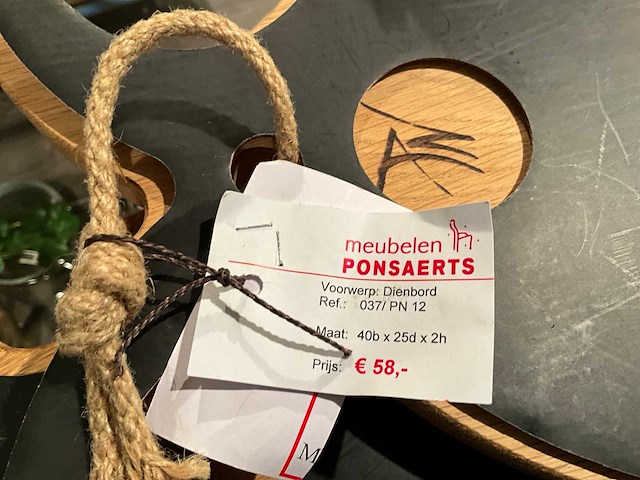 meubelen
PONSAERTS
Voorwerp: Dienbord
Ref.: 037/ PN 12
Maat: 40b x 25d x 2h
Prijs: € 58,-
M